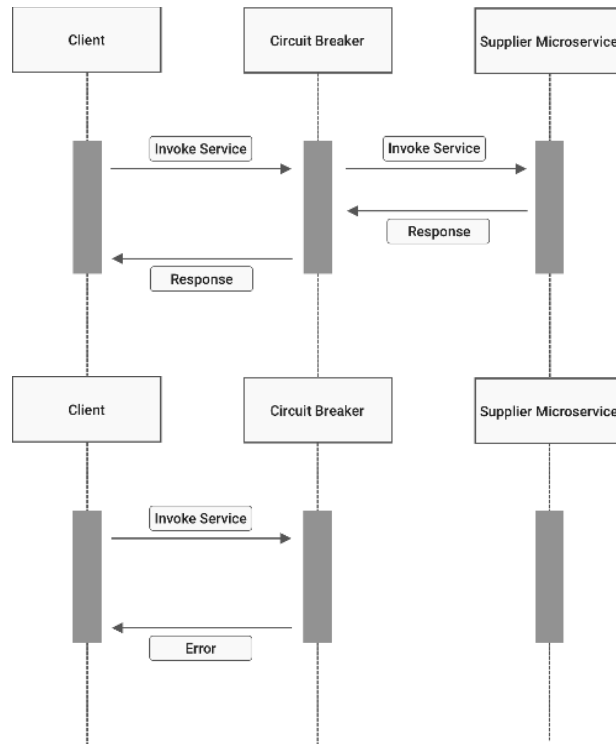 Client
Circuit Breaker
Supplier Microservice
Invoke Service
Invoke Service
Response
Response
Client
Circuit Breaker
Supplier Microservice
Invoke Service
Error